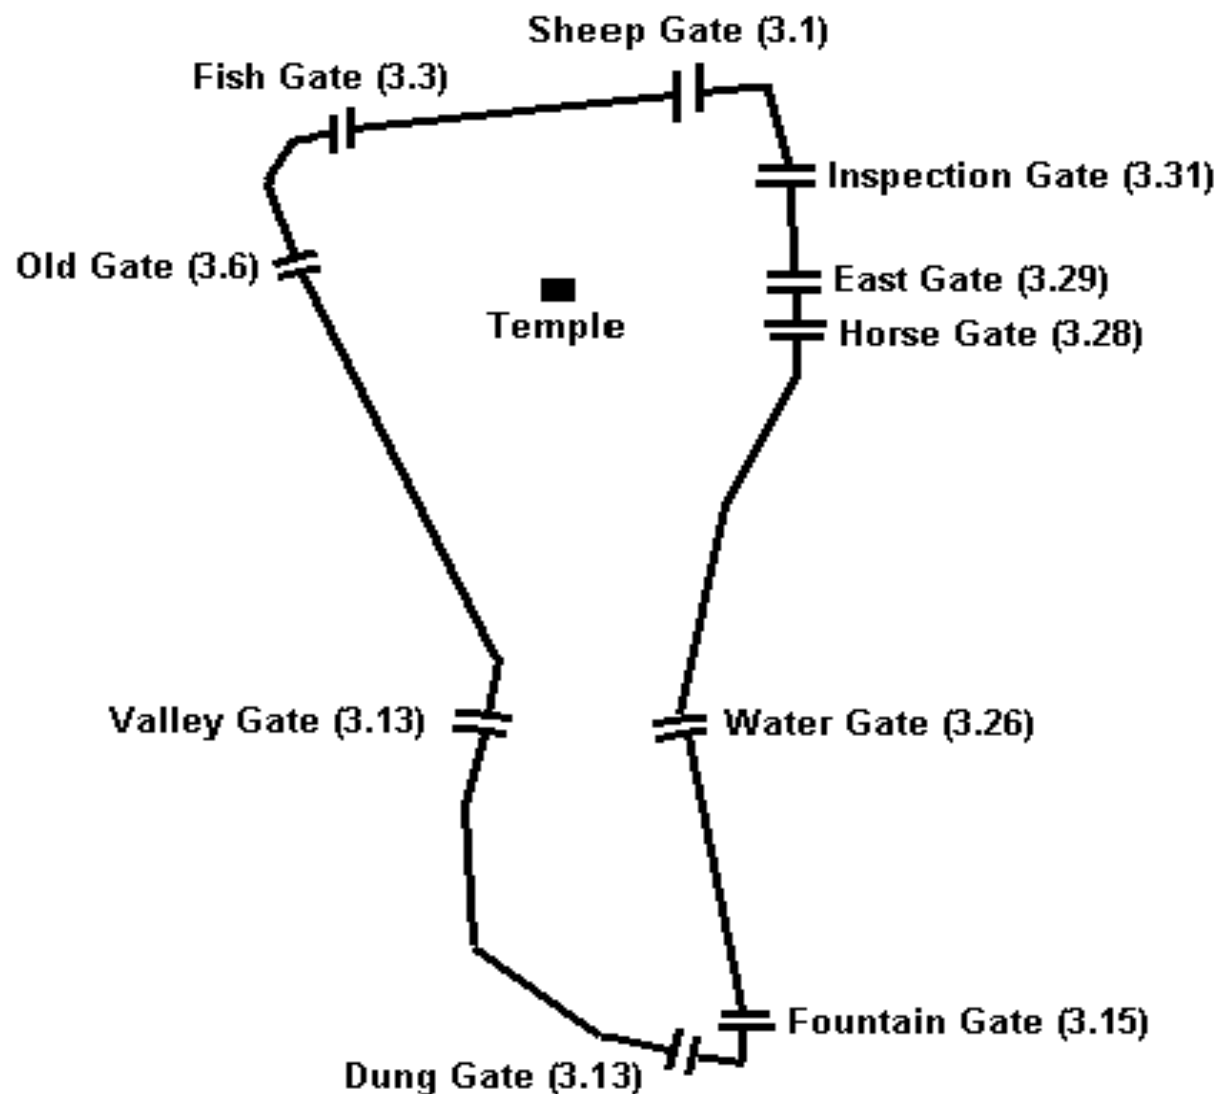 Sheep Gate (3.1)
Fish Gate (3.3)
Inspection Gate (3.31)
Old Gate (3.6)
East Gate (3.29)
Temple
Horse Gate (3.28)
Valley Gate (3.13)
Water Gate (3.26)
Fountain Gate (3.15)
Dung Gate (3.13)